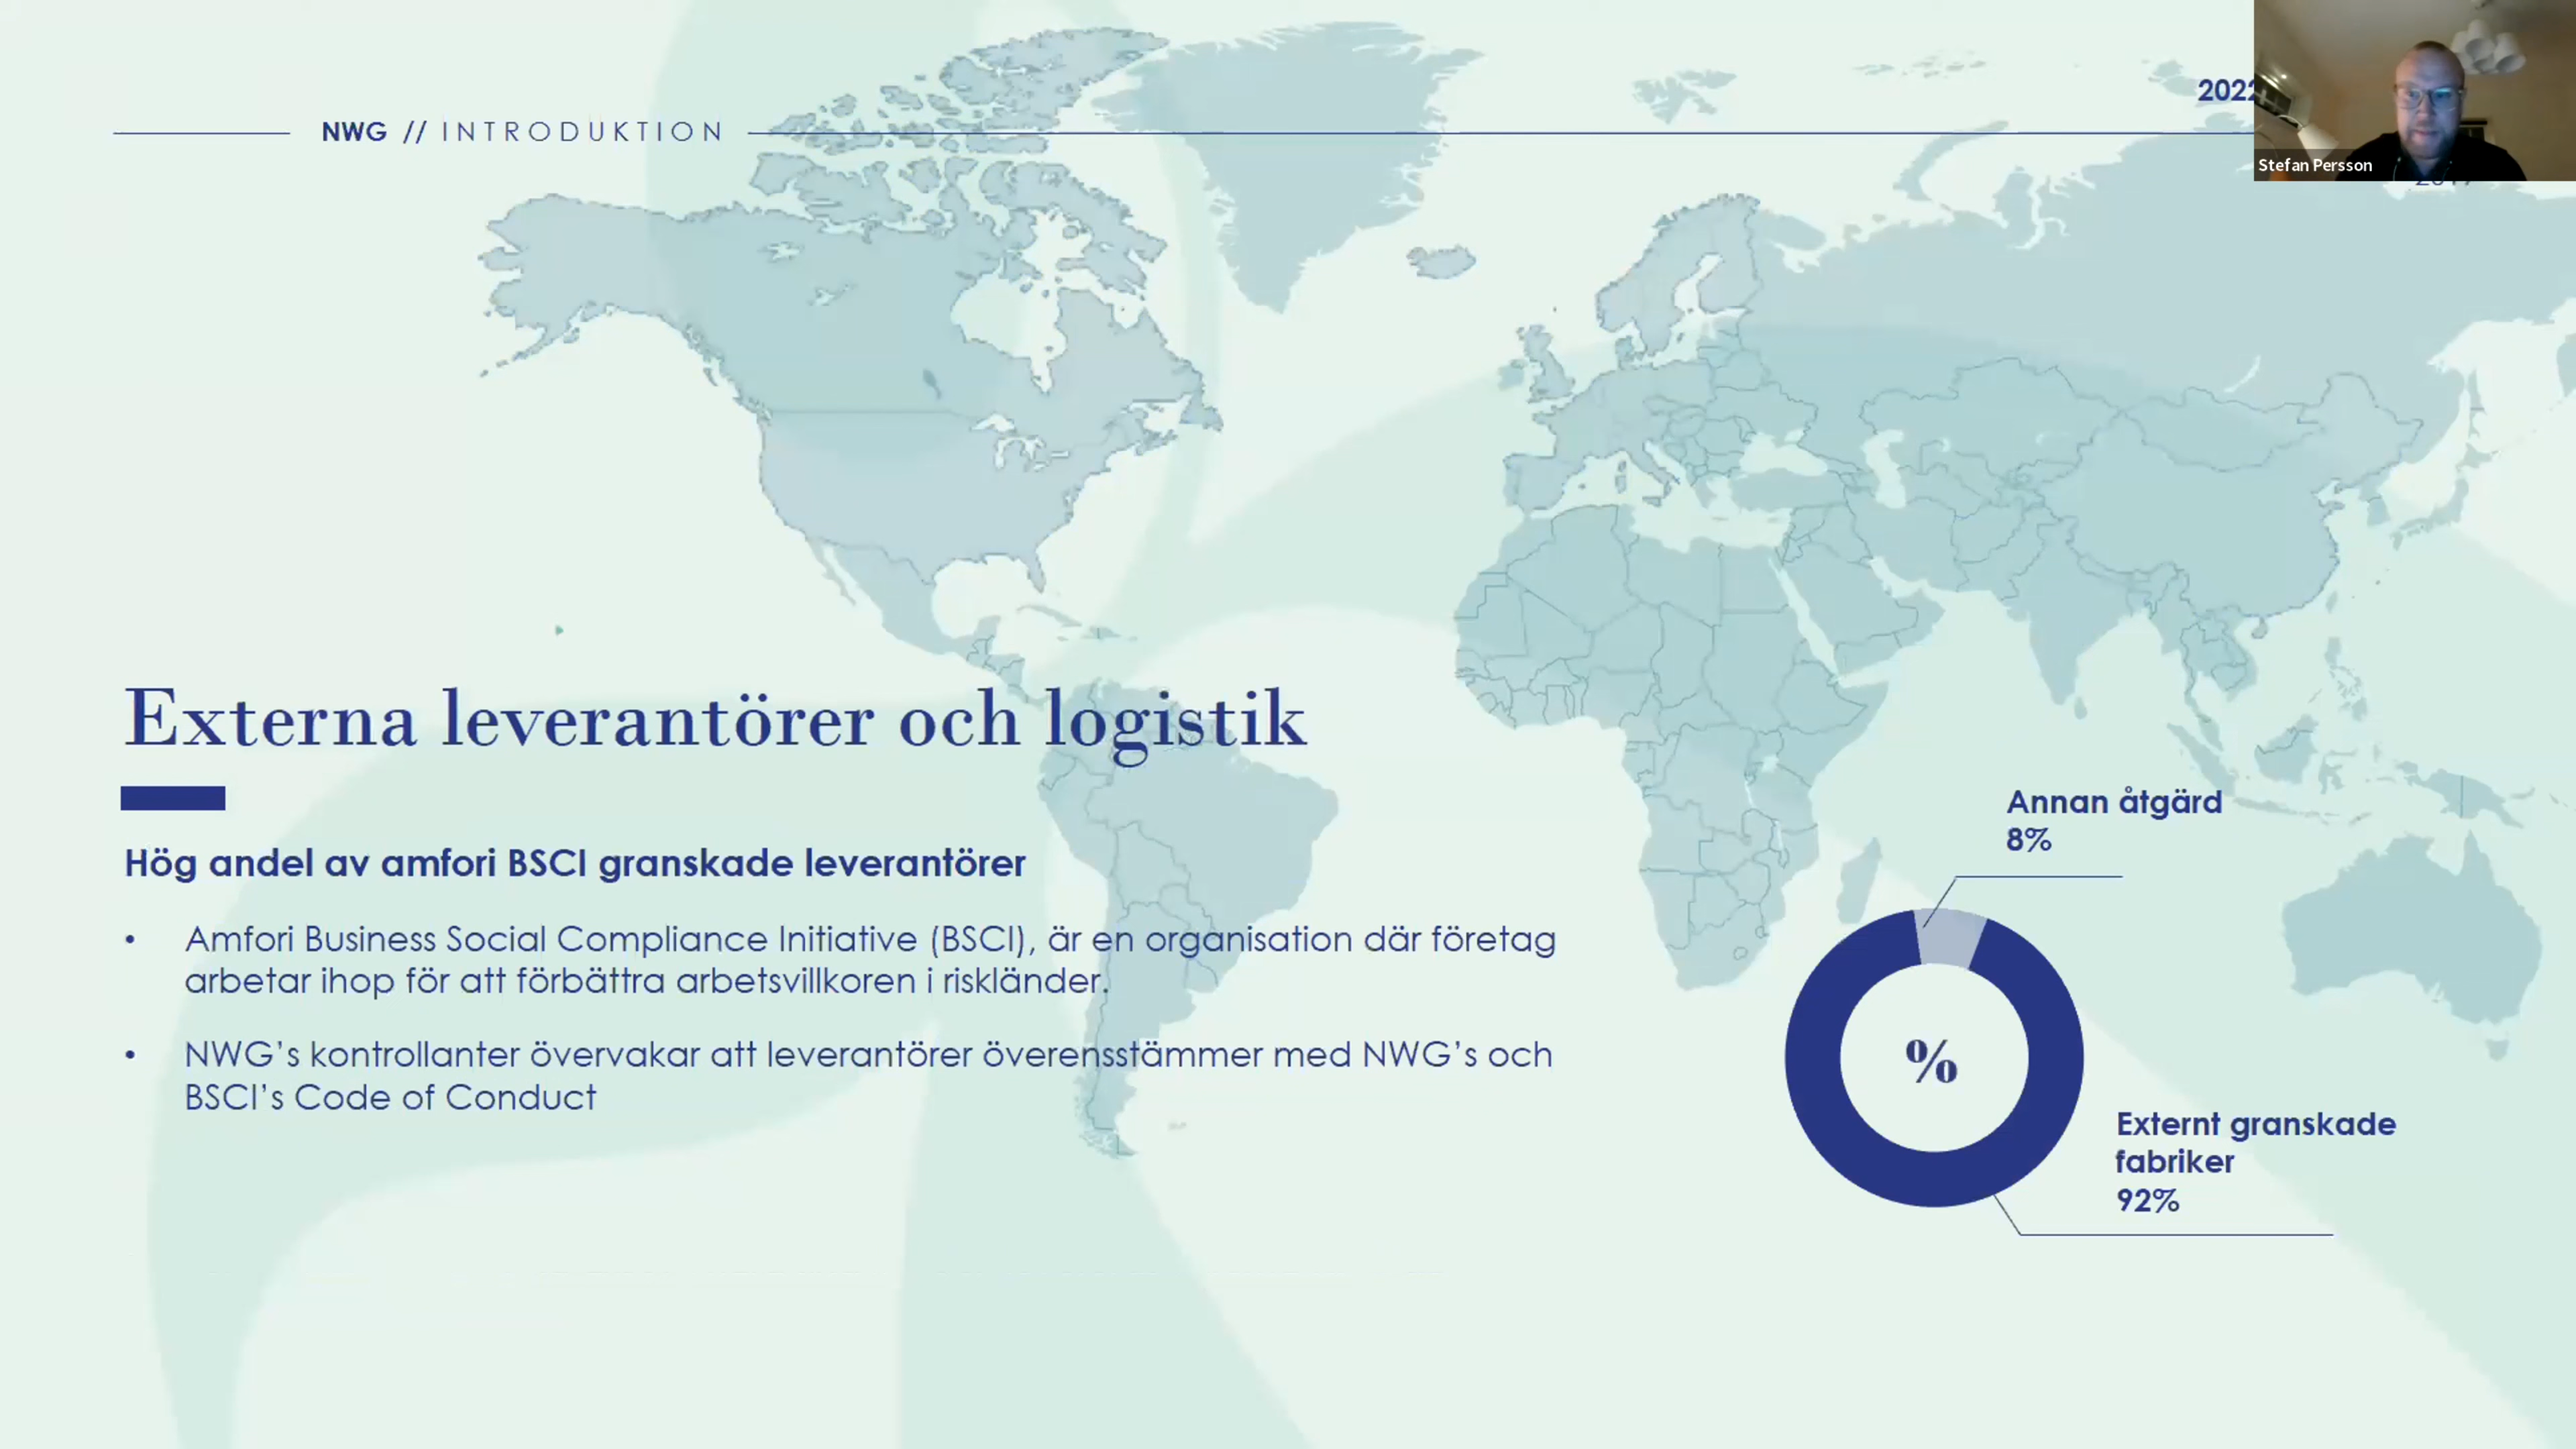 NWG // INTRODUKTION
2022
Stefan Persson
Externa leverantörer och logistik
Hög andel av amfori BSCI granskade leverantörer
• Amfori Business Social Compliance Initiative (BSCI), är en organisation där företag
arbetar ihop för att förbättra arbetsvillkoren i riskländer.
• NWG’s kontrollanter övervakar att leverantörer överensstämmer med NWG’s och
BSCI’s Code of Conduct
Annan åtgärd
8%
%
Externt granskade
fabriker
92%